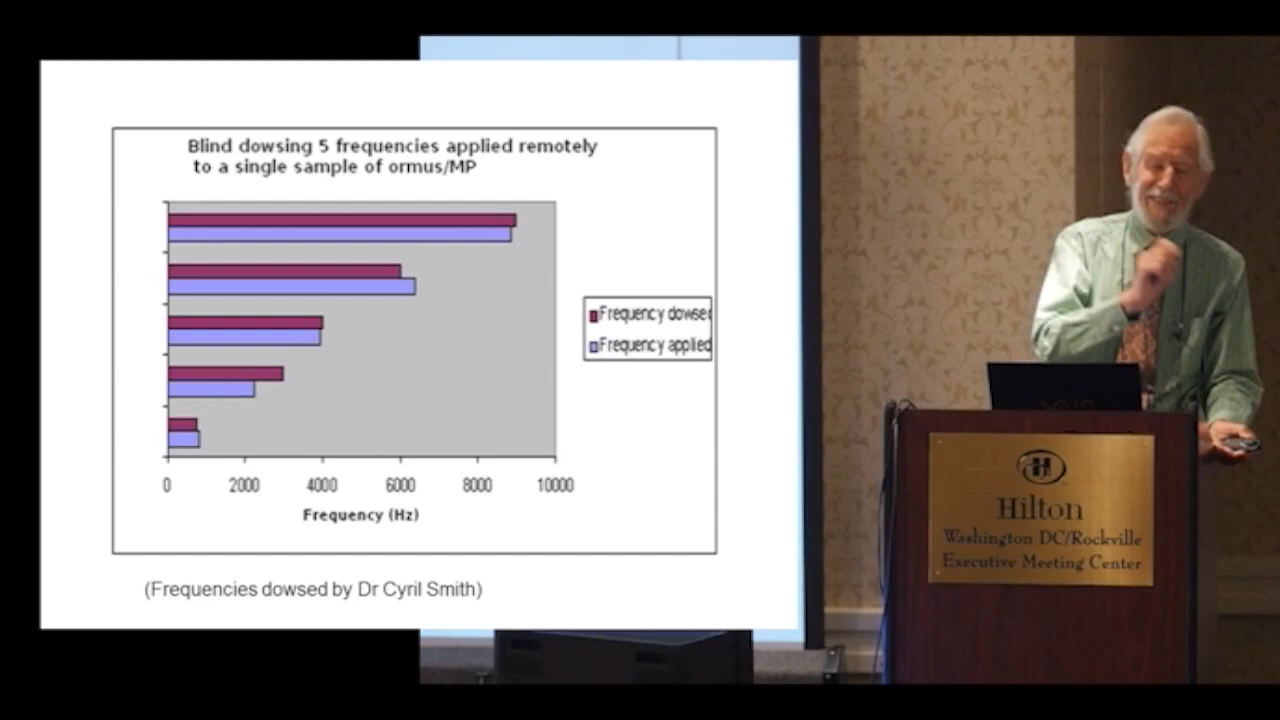 Blind dowsing 5 frequencies applied remotely
to a single sample of ormus/MP
Frequency dowsed
Frequency applied
0 2000 4000 6000 8000 10000
Frequency (Hz)
(Frequencies dowsed by Dr Cyril Smith)
Hilton
Washington DC/Rockville
Executive Meeting Center